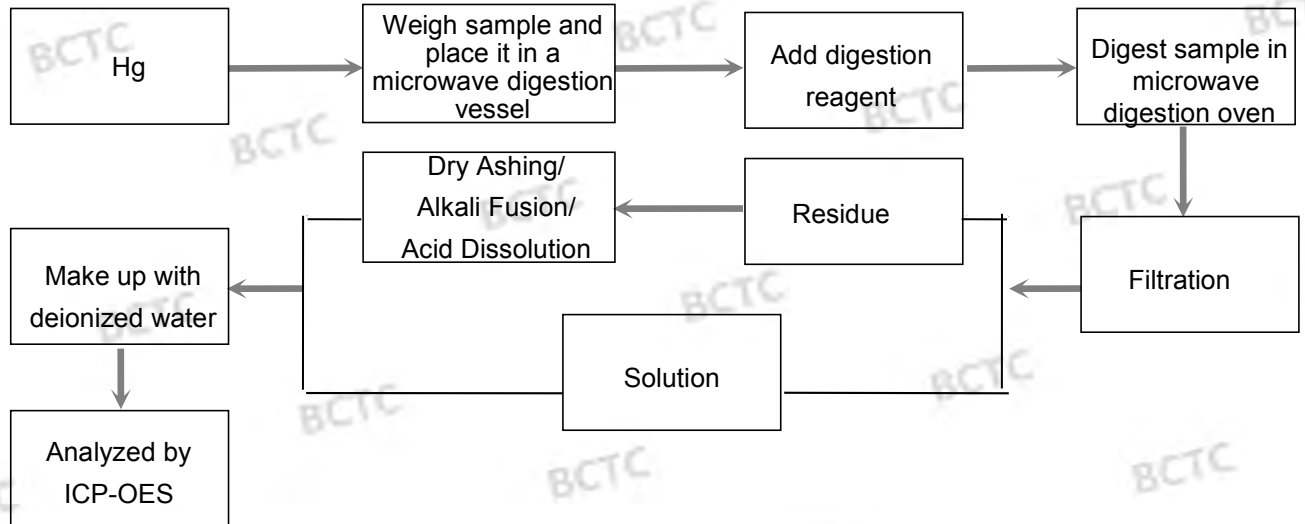 Hg
Weigh sample and
place it in a
microwave digestion
vessel
Add digestion
reagent
Digest sample in
microwave
digestion oven
Dry Ashing/
Alkali Fusion/
Acid Dissolution
Residue
Filtration
Make up with
deionized water
Solution
Analyzed by
ICP-OES
BCTC
BCTC
BCTC
BCTC
BCTC
BCTC
BCTC
BCTC
BCTC
BCTC
BCTC
BCTC